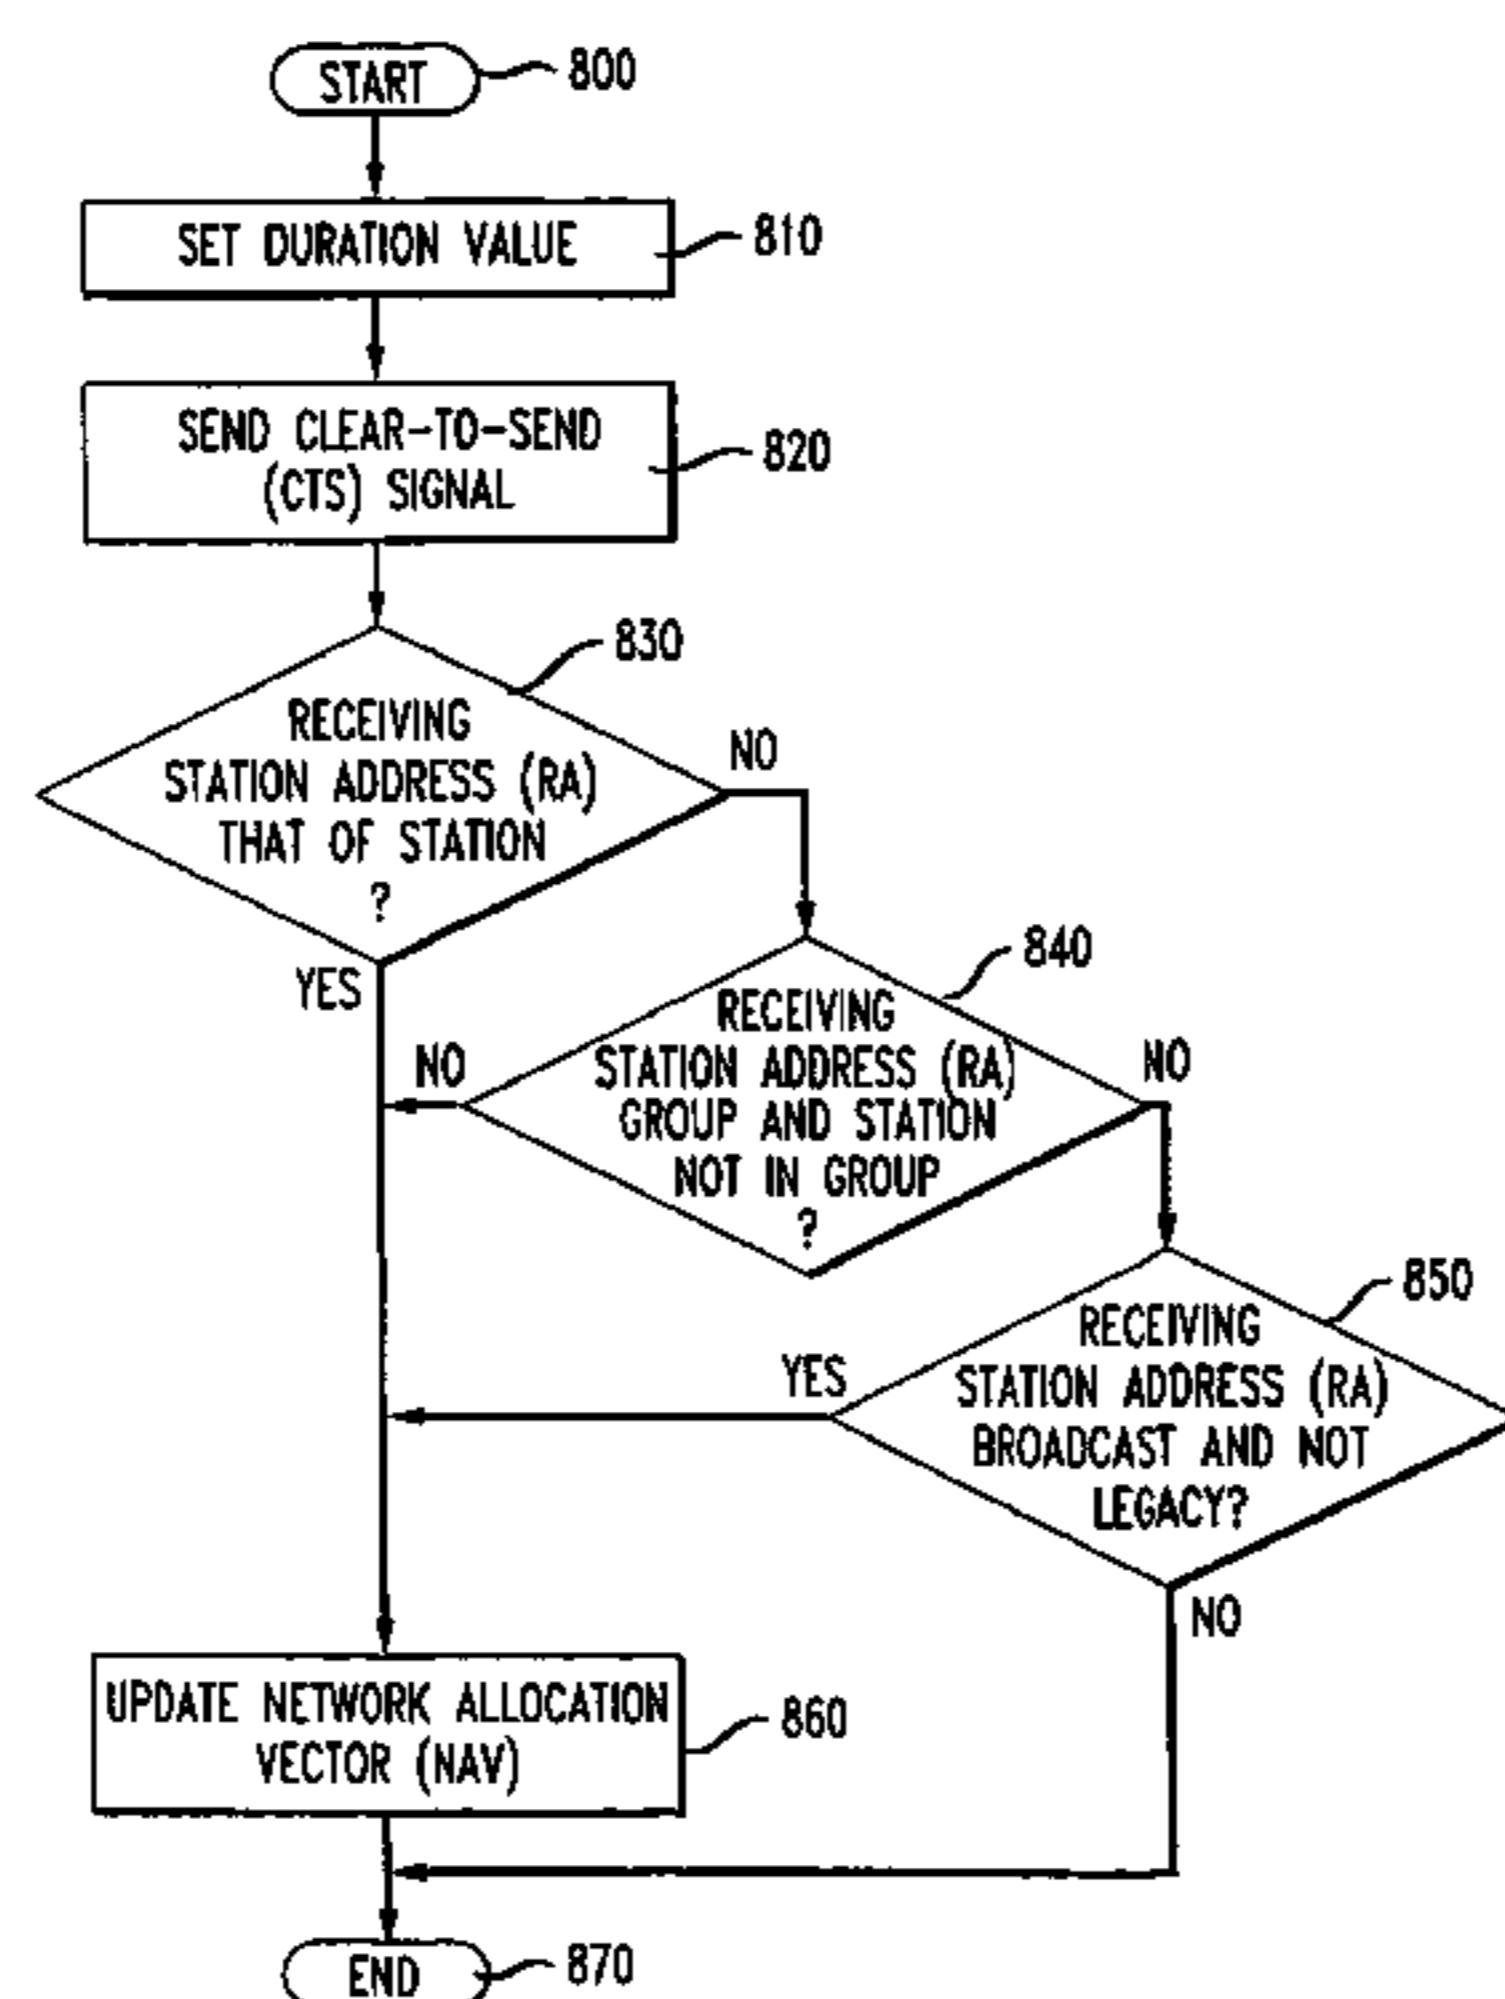 START
800
SET DURATION VALUE
810
SEND CLEAR-TO-SEND
(CTS) SIGNAL
820
830
RECEIVING
STATION ADDRESS (RA)
THAT OF STATION
?
NO
YES
840
RECEIVING
STATION ADDRESS (RA)
GROUP AND STATION
NOT IN GROUP
?
NO
NO
850
RECEIVING
STATION ADDRESS (RA)
BROADCAST AND NOT
LEGACY?
YES
NO
UPDATE NETWORK ALLOCATION
VECTOR (NAV)
860
END
870